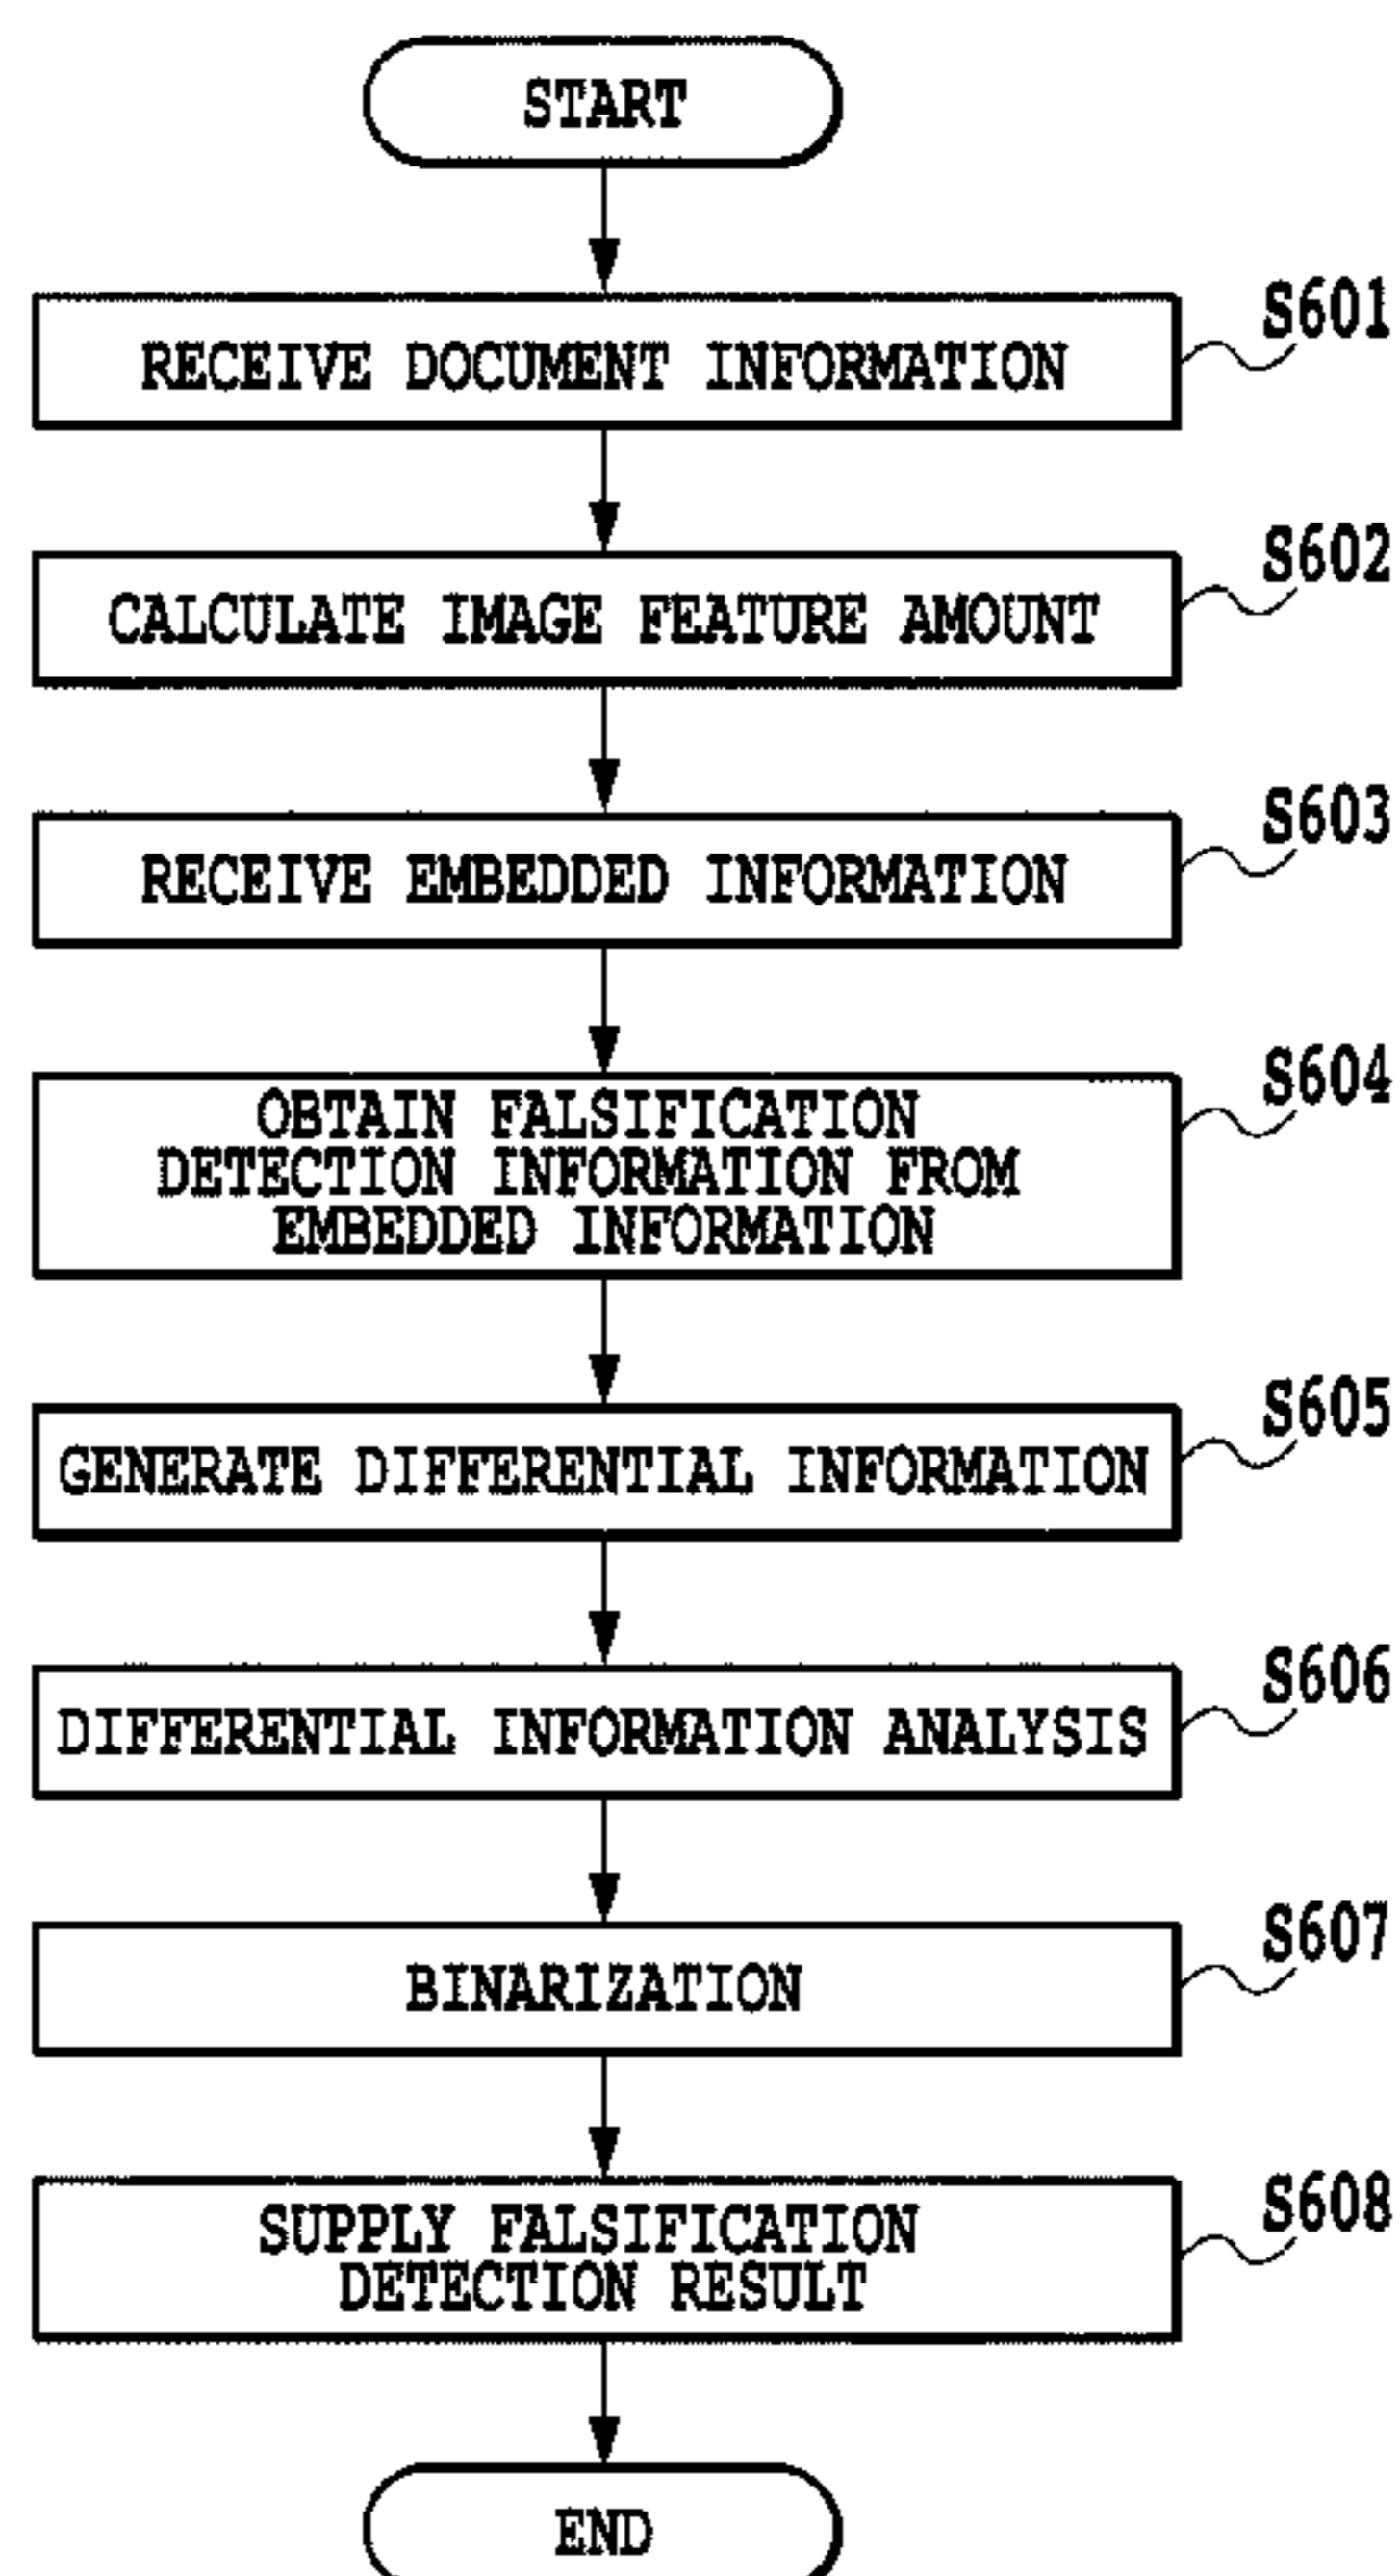 START
S601
RECEIVE DOCUMENT INFORMATION
S602
CALCULATE IMAGE FEATURE AMOUNT
S603
RECEIVE EMBEDDED INFORMATION
S604
OBTAIN FALSIFICATION
DETECTION INFORMATION FROM
EMBEDDED INFORMATION
S605
GENERATE DIFFERENTIAL INFORMATION
S606
DIFFERENTIAL INFORMATION ANALYSIS
S607
BINARIZATION
S608
SUPPLY FALSIFICATION
DETECTION RESULT
END